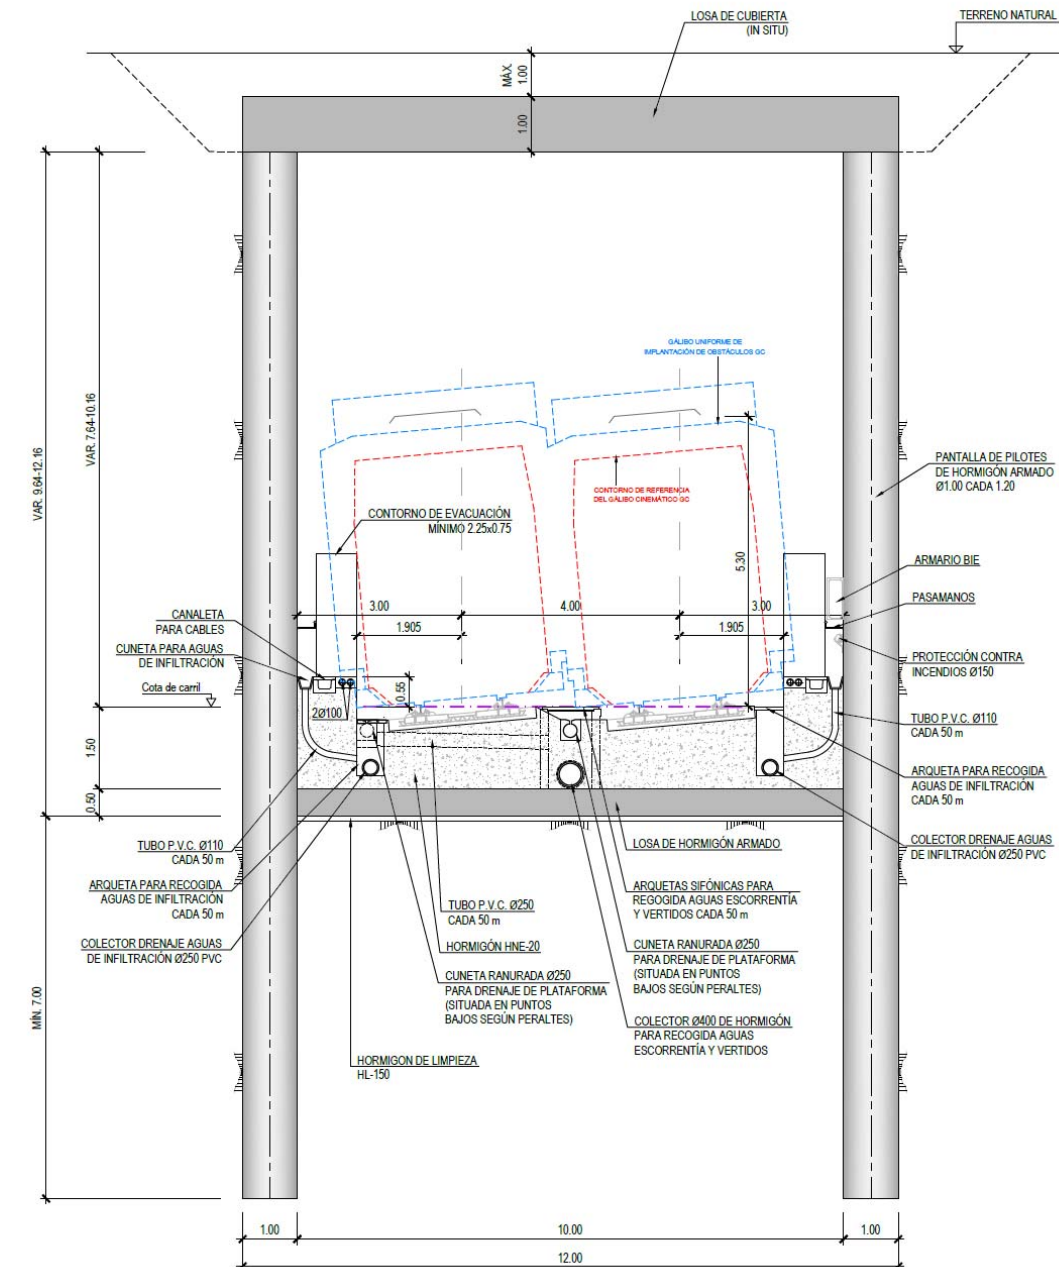 LOSA DE CUBIERTA
(IN SITU)
TERRENO NATURAL
MÁX.
1.00
1.00
VAR. 9.64-12.16
VAR. 7.64-10.16
GÁLIBO UNIFORME DE
IMPLANTACIÓN DE OBSTÁCULOS GC
CONTORNO DE REFERENCIA
DEL GÁLIBO CINEMÁTICO GC
PANTALLA DE PILOTES
DE HORMIGÓN ARMADO
Ø1.00 CADA 1.20
CONTORNO DE EVACUACIÓN
MÍNIMO 2.25x0.75
5.30
ARMARIO BIE
PASAMANOS
3.00
4.00
3.00
1.905
1.905
CANALETA
PARA CABLES
CUNETA PARA AGUAS
DE INFILTRACIÓN
Cota de carril
0.55
2Ø100
PROTECCIÓN CONTRA
INCENDIOS Ø150
TUBO P.V.C. Ø110
CADA 50 m
1.50
0.50
ARQUETA PARA RECOGIDA
AGUAS DE INFILTRACIÓN
CADA 50 m
COLECTOR DRENAJE AGUAS
DE INFILTRACIÓN Ø250 PVC
TUBO P.V.C. Ø110
CADA 50 m
ARQUETA PARA RECOGIDA
AGUAS DE INFILTRACIÓN
CADA 50 m
COLECTOR DRENAJE AGUAS
DE INFILTRACIÓN Ø250 PVC
LOSA DE HORMIGÓN ARMADO
TUBO P.V.C. Ø250
CADA 50 m
HORMIGÓN HNE-20
CUNETA RANURADA Ø250
PARA DRENAJE DE PLATAFORMA
(SITUADA EN PUNTOS
BAJOS SEGÚN PERALTES)
ARQUETAS SIFÓNICAS PARA
REGOGIDA AGUAS ESCORRENTÍA
Y VERTIDOS CADA 50 m
CUNETA RANURADA Ø250
PARA DRENAJE DE PLATAFORMA
(SITUADA EN PUNTOS
BAJOS SEGÚN PERALTES)
COLECTOR Ø400 DE HORMIGÓN
PARA RECOGIDA AGUAS
ESCORRENTÍA Y VERTIDOS
HORMIGON DE LIMPIEZA
HL-150
MÍN. 7.00
1.00
10.00
1.00
12.00